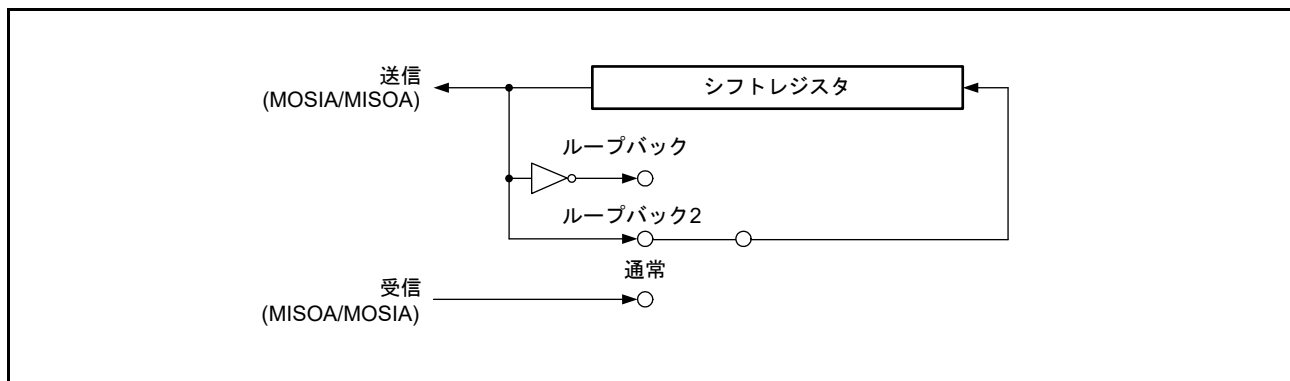 送信
(MOSIA/MISOA)
シフトレジスタ
ループバック
ループバック2
通常
受信
(MISOA/MOSIA)